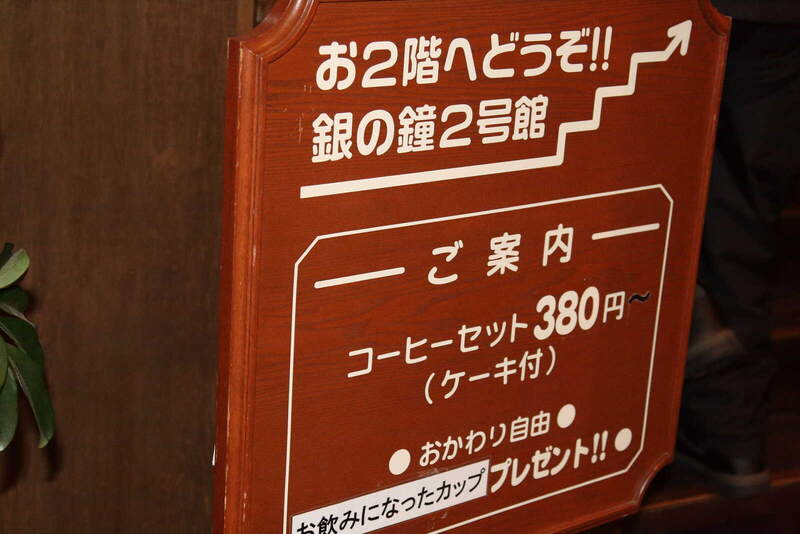 お2階へどうぞ!!
銀の鐘2号館
ご案内
コーヒーセット380円～
(ケーキ付)
●おかわり自由●
お飲みになったカッププレゼント!!●